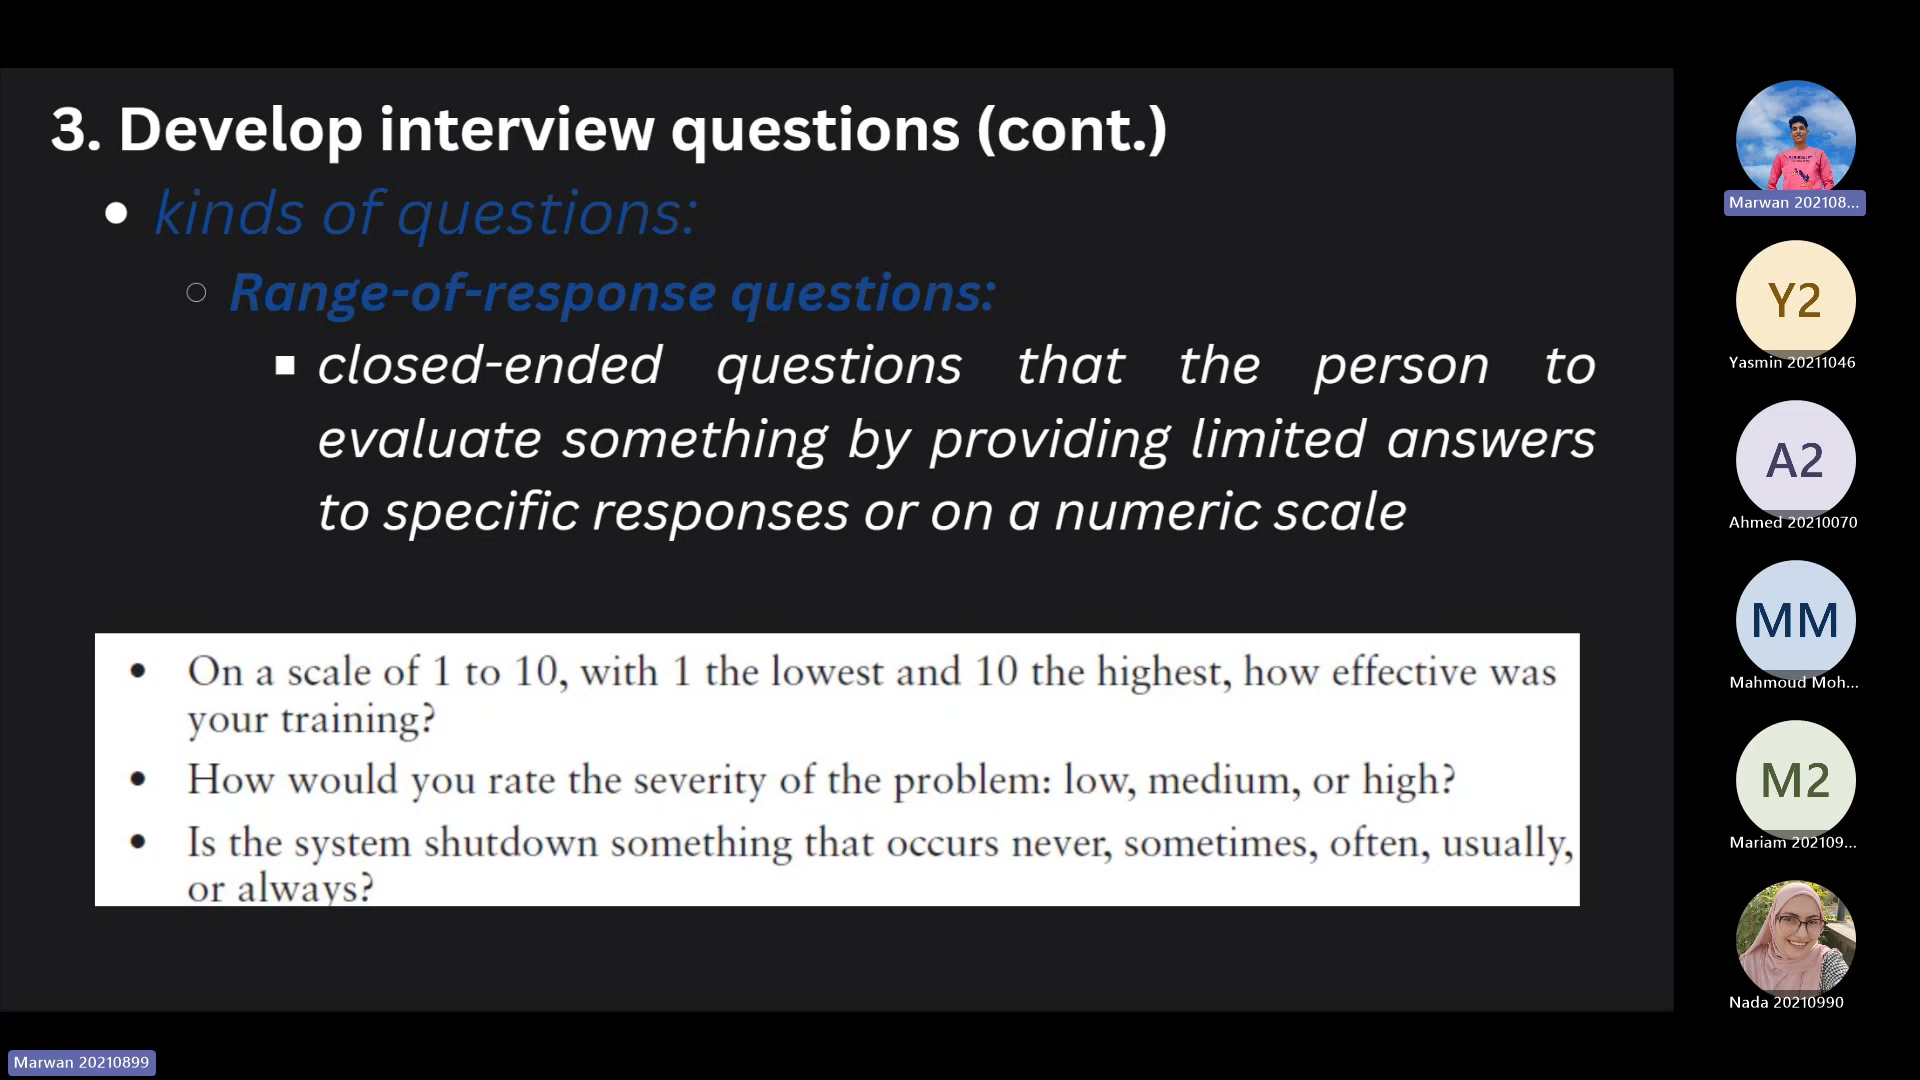 3. Develop interview questions (cont.)
kinds of questions:
Range-of-response questions:
closed-ended questions that the person to
evaluate something by providing limited answers
to specific responses or on a numeric scale
• On a scale of 1 to 10, with 1 the lowest and 10 the highest, how effective was
your training?
• How would you rate the severity of the problem: low, medium, or high?
• Is the system shutdown something that occurs never, sometimes, often, usually,
or always?
Marwan 202108...
Y2
Yasmin 20211046
A2
Ahmed 20210070
MM
Mahmoud Moh...
M2
Mariam 202109...
Nada 20210990
Marwan 20210899